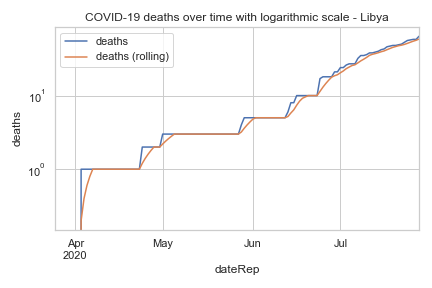 COVID-19 deaths over time with logarithmic scale - Libya
deaths
deaths (rolling)
10¹
10⁰
deaths
Apr
2020
May
Jun
Jul
dateRep